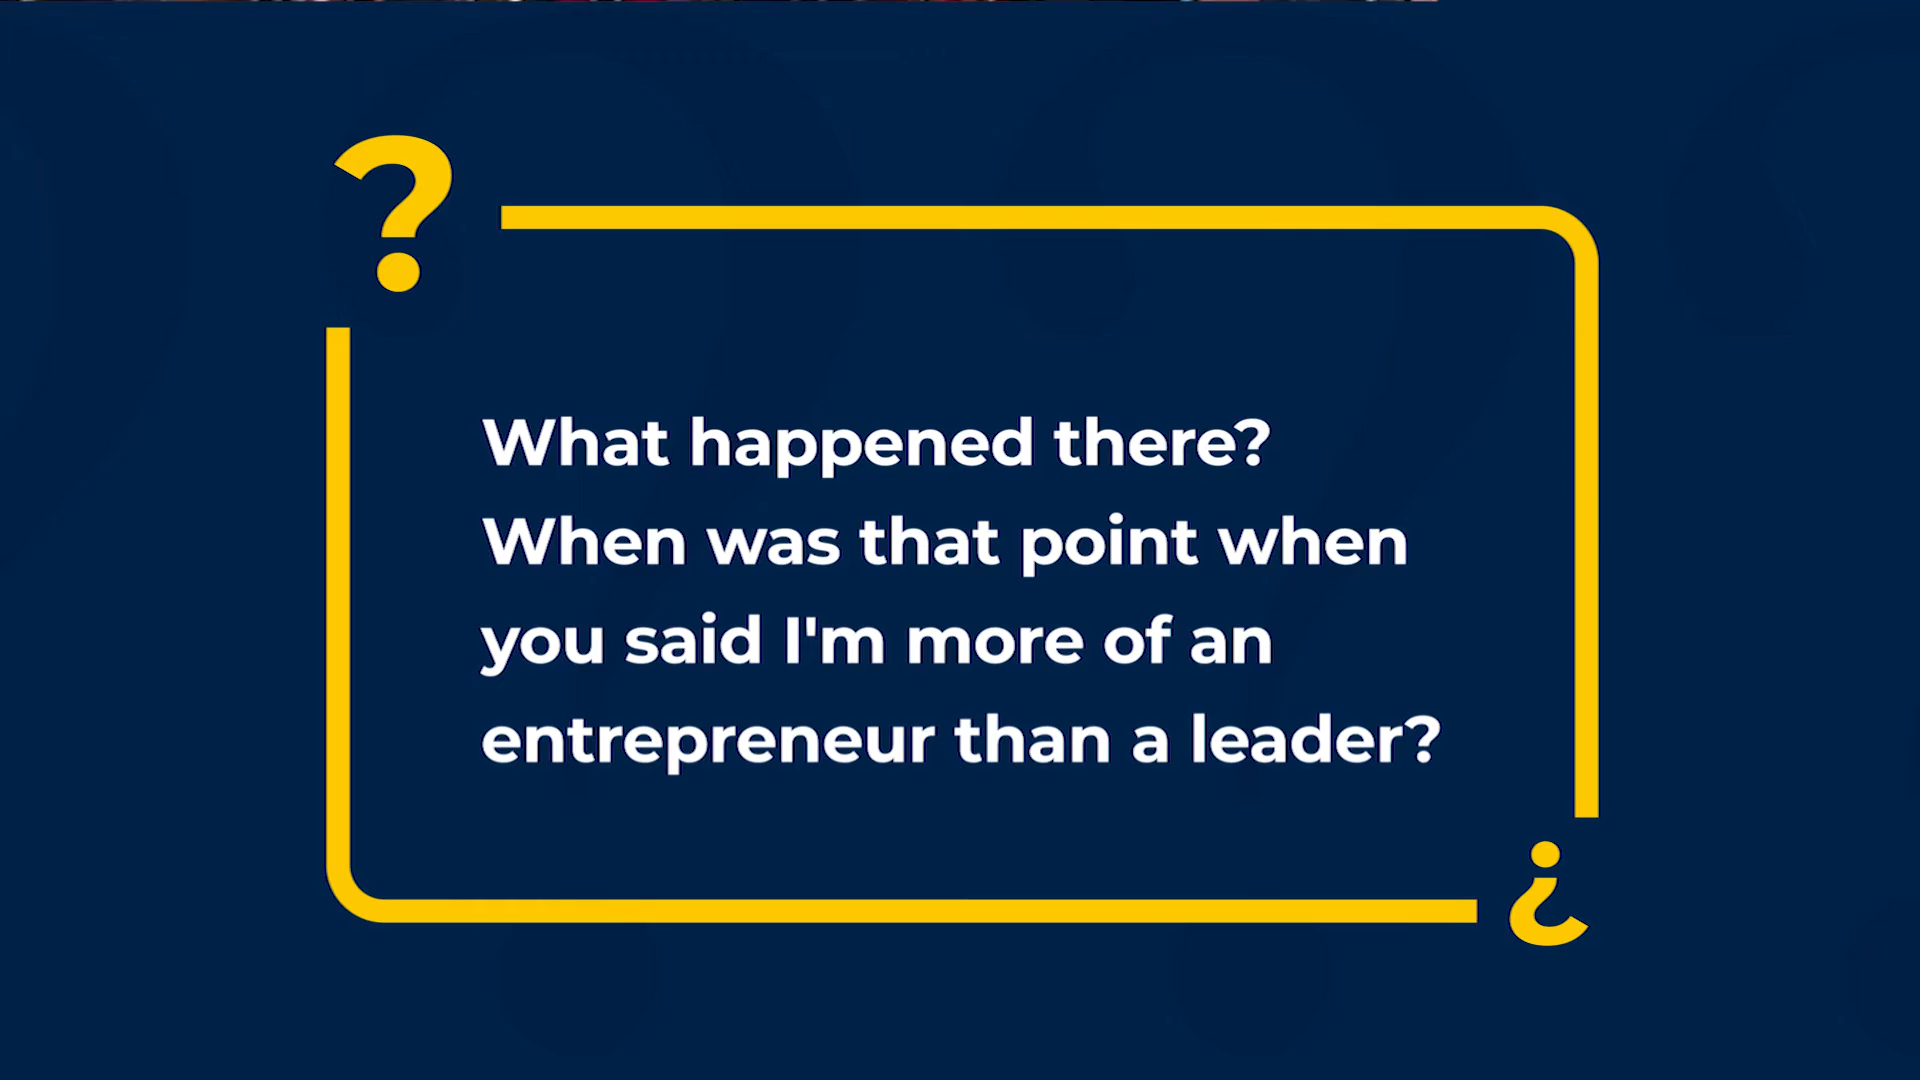 ?
What happened there?
When was that point when
you said I'm more of an
entrepreneur than a leader?
¿